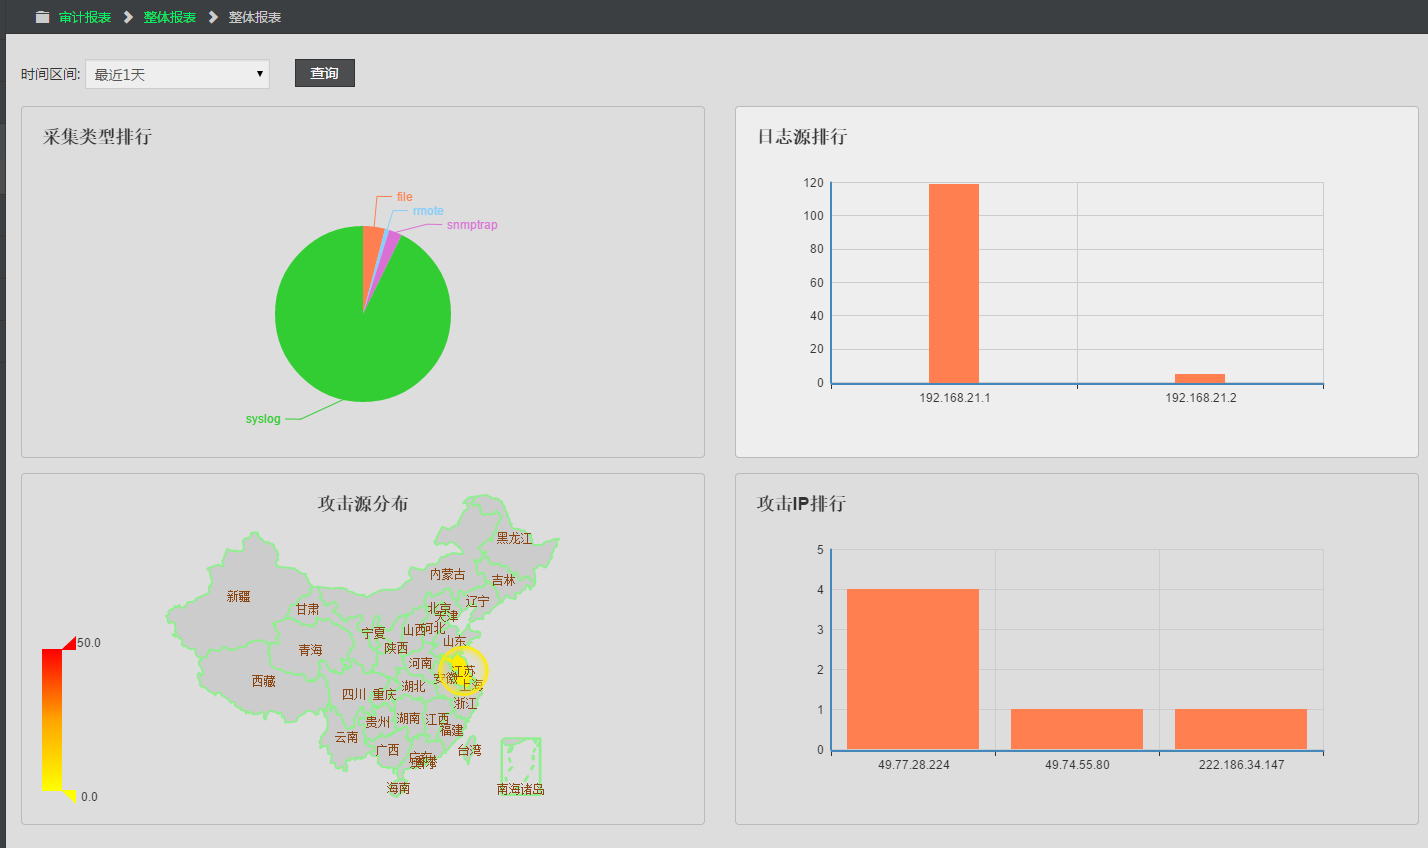 审计报表 整体报表 整体报表
时间区间: 最近1天 查询
采集类型排行
file
rmote
snmptrap
syslog
日志源排行
120
100
80
60
40
20
0
192.168.21.1 192.168.21.2
攻击源分布
黑龙江
内蒙古
吉林
新疆
辽宁
甘肃
北京
天津
宁夏
山西
河北
山东
陕西
青海
河南
江苏
西藏
安徽
上海
湖北
四川
重庆
浙江
贵州
湖南
江西
福建
云南
广西
台湾
广东
海南
南海诸岛
50.0
0.0
攻击IP排行
5
4
3
2
1
0
49.77.28.224 49.74.55.80 222.186.34.147